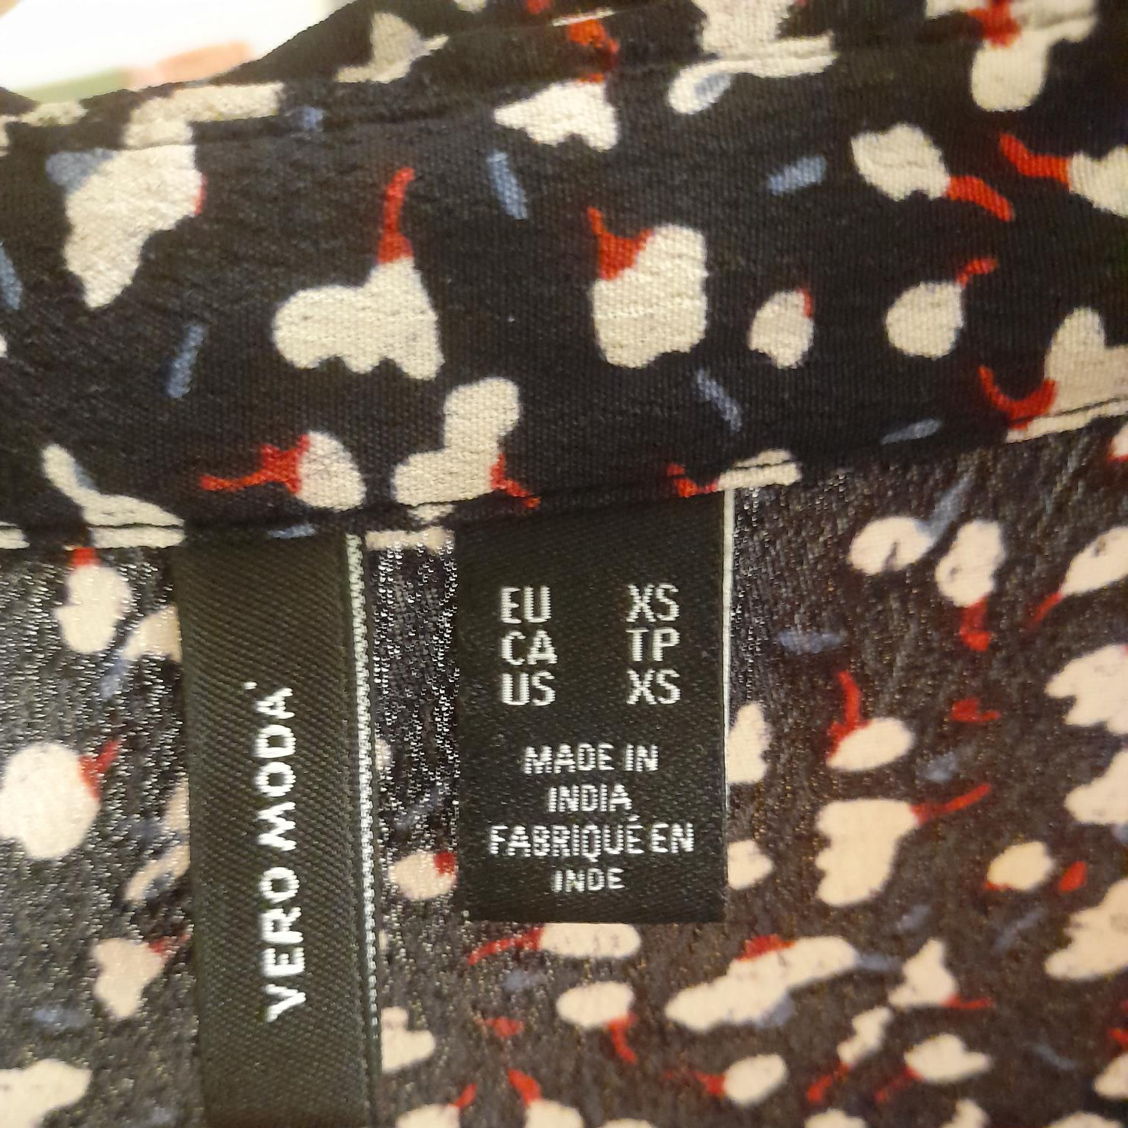 VERO MODA
EU XS
CA TP
US XS
MADE IN
INDIA
FABRIQUÉ EN
INDE